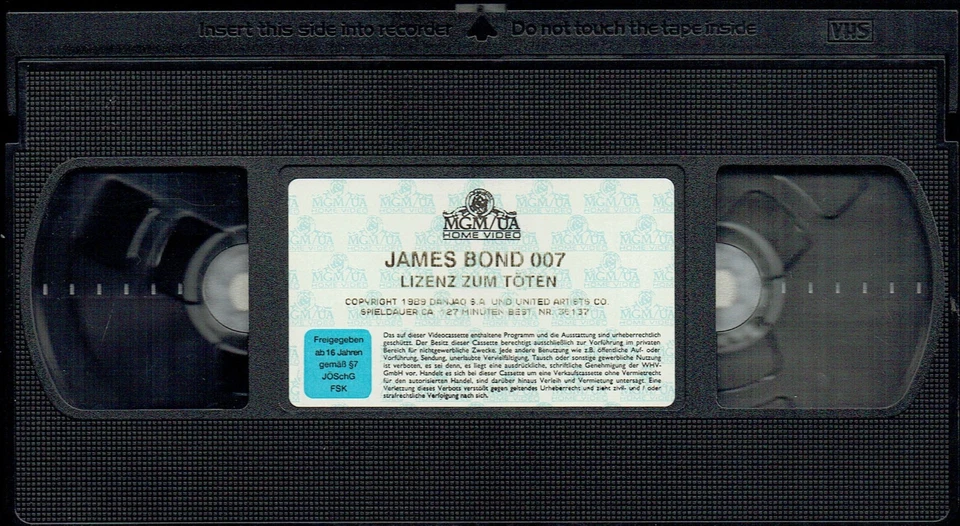 Insert this side into recorder Do not touch the tape inside VHS
MGM/UA
HOME VIDEO
JAMES BOND 007
LIZENZ ZUM TÖTEN
COPYRIGHT 1989 DANJAQ S.A. UND UNITED ARTISTS CO.
SPIELDAUER CA. 127 MINUTEN BEST. NR. 35 137
Freigegeben
ab 16 Jahren
gemäß §7
JÖSchG
FSK
Das auf dieser Videocassette enthaltene Programm und die Ausstattung sind urheberrechtlich
geschützt. Der Besitz dieser Cassette berechtigt ausschließlich zur Vorführung im privaten
Bereich für nichtgewerbliche Zwecke. Jede andere Benutzung wie z.B. öffentliche Auf- oder
Vorführung, Sendung, unerlaubte Vervielfältigung, Tausch oder sonstige gewerbliche Nutzung
ist verboten, es sei denn, es liegt eine ausdrückliche, schriftliche Genehmigung der WHV-
GmbH vor. Handelt es sich bei dieser Cassette um eine Verkaufscassette ohne Vermietrecht
für den autorisierten Handel, sind darüber hinaus Verleih und Vermietung untersagt. Eine
Verletzung dieses Verbots verstößt gegen geltendes Urheberrecht und zieht zivil- und / oder
strafrechtliche Verfolgung nach sich.